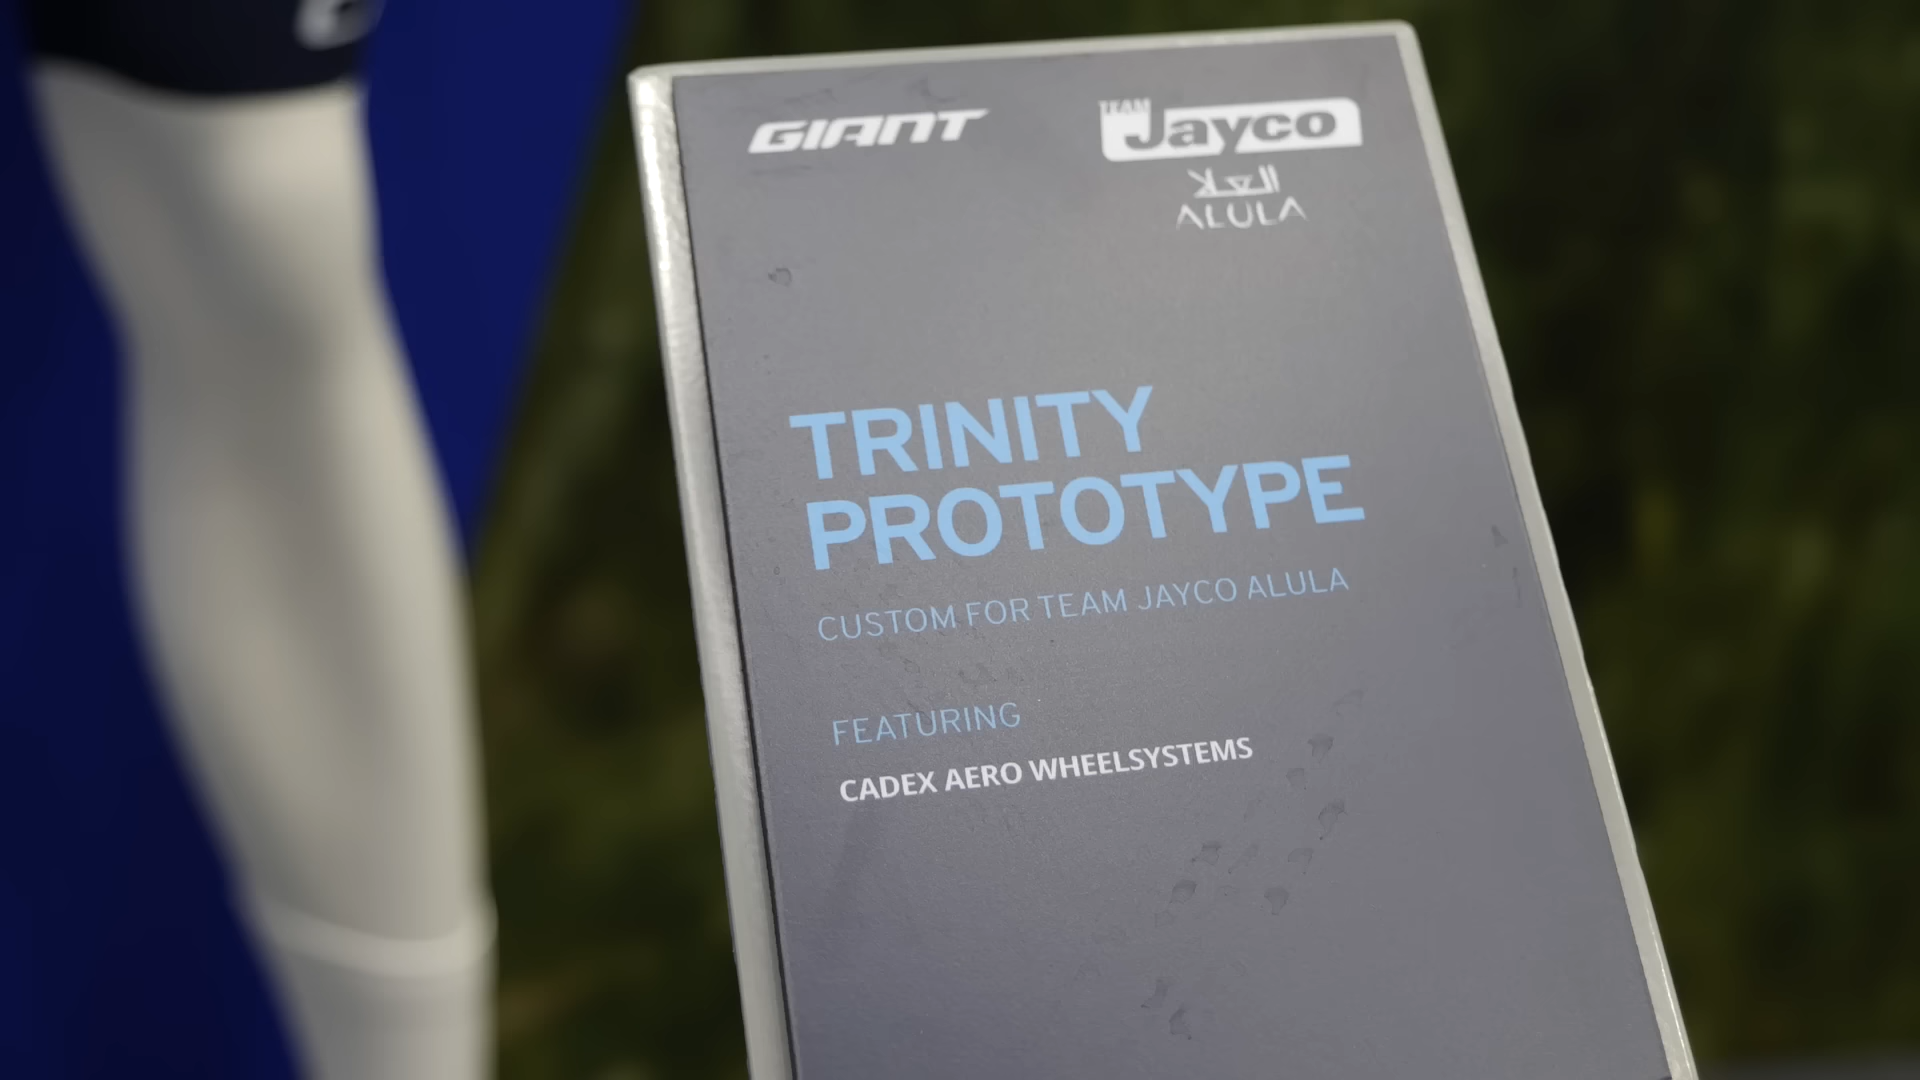 GIANT
TEAM
Jayco
العلا
ALULA
TRINITY
PROTOTYPE
CUSTOM FOR TEAM JAYCO ALULA
FEATURING
CADEX AERO WHEELSYSTEMS